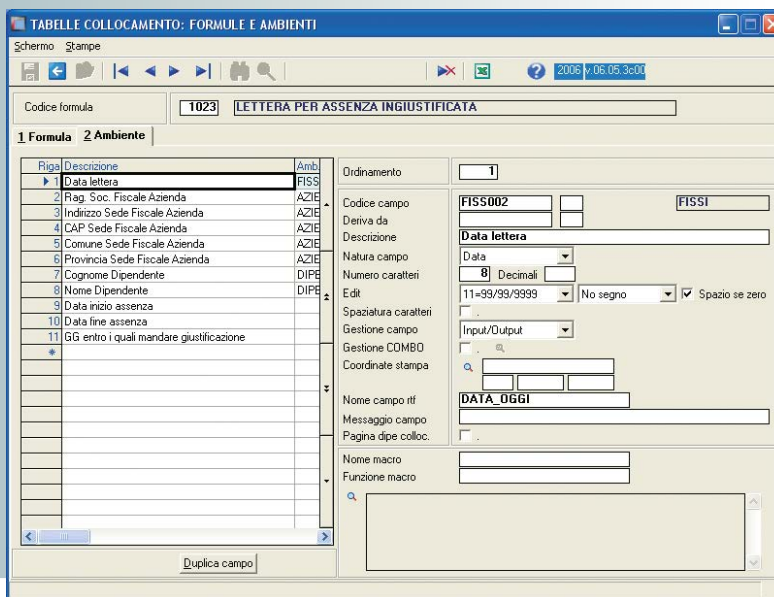 TABELLE COLLOCAMENTO: FORMULE E AMBIENTI
Schermo Stampe
2006 v.06.05.3c00
Codice formula 1023 LETTERA PER ASSENZA INGIUSTIFICATA
1 Formula 2 Ambiente
Riga Descrizione Amb.
1 Data lettera FISS
2 Rag. Soc. Fiscale Azienda AZIE
3 Indirizzo Sede Fiscale Azienda AZIE
4 CAP Sede Fiscale Azienda AZIE
5 Comune Sede Fiscale Azienda AZIE
6 Provincia Sede Fiscale Azienda AZIE
7 Cognome Dipendente DIPE
8 Nome Dipendente DIPE
9 Data inizio assenza
10 Data fine assenza
11 GG entro i quali mandare giustificazione
Duplica campo
Ordinamento 1
Codice campo FISS002 FISSI
Deriva da
Descrizione Data lettera
Natura campo Data
Numero caratteri 8 Decimali
Edit 11=99/99/9999 No segno Spazio se zero
Spaziatura caratteri .
Gestione campo Input/Output
Gestione COMBO .
Coordinate stampa
Nome campo rtf DATA_OGGI
Messaggio campo
Pagina dipe colloc. .
Nome macro
Funzione macro